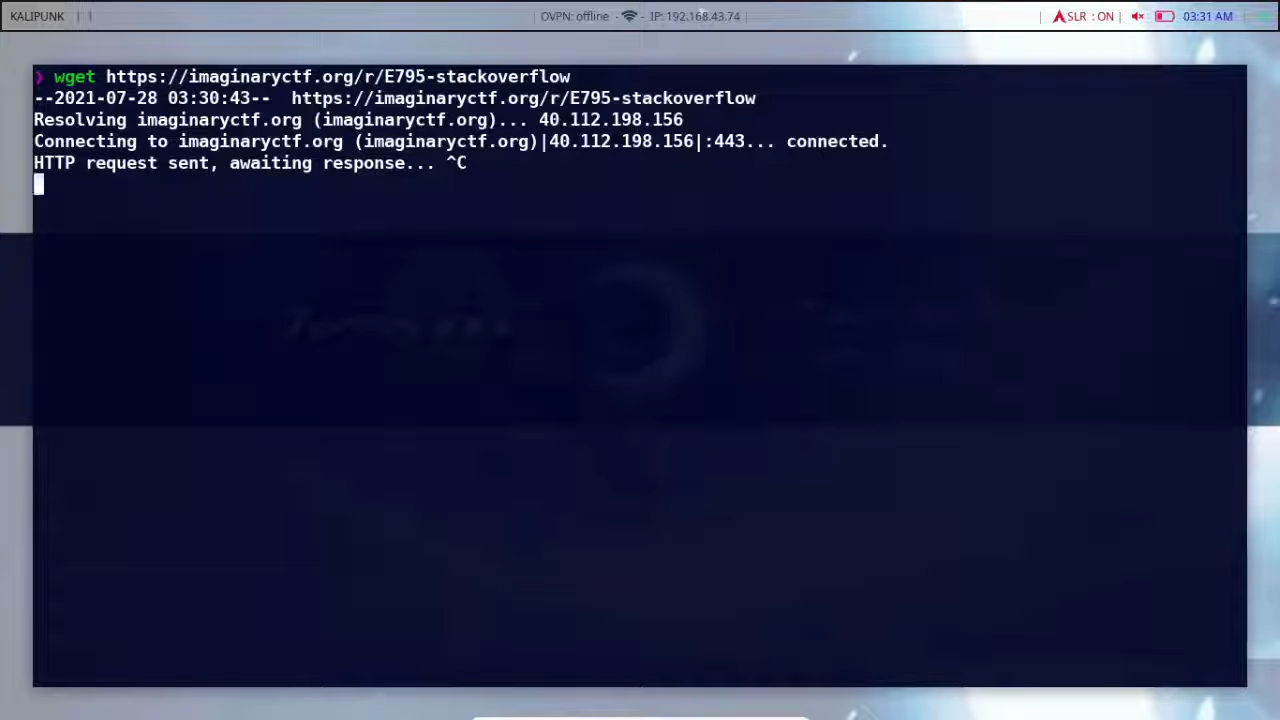 KALIPUNK | | | OVPN: offline - - IP: 192.168.43.74 | | SLR : ON | 03:31 AM
❯ wget https://imaginaryctf.org/r/E795-stackoverflow
--2021-07-28 03:30:43-- https://imaginaryctf.org/r/E795-stackoverflow
Resolving imaginaryctf.org (imaginaryctf.org)... 40.112.198.156
Connecting to imaginaryctf.org (imaginaryctf.org)|40.112.198.156|:443... connected.
HTTP request sent, awaiting response... ^C